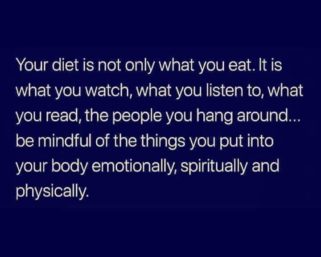 Your diet is not only what you eat. It is
what you watch, what you listen to, what
you read, the people you hang around...
be mindful of the things you put into
your body emotionally, spiritually and
physically.